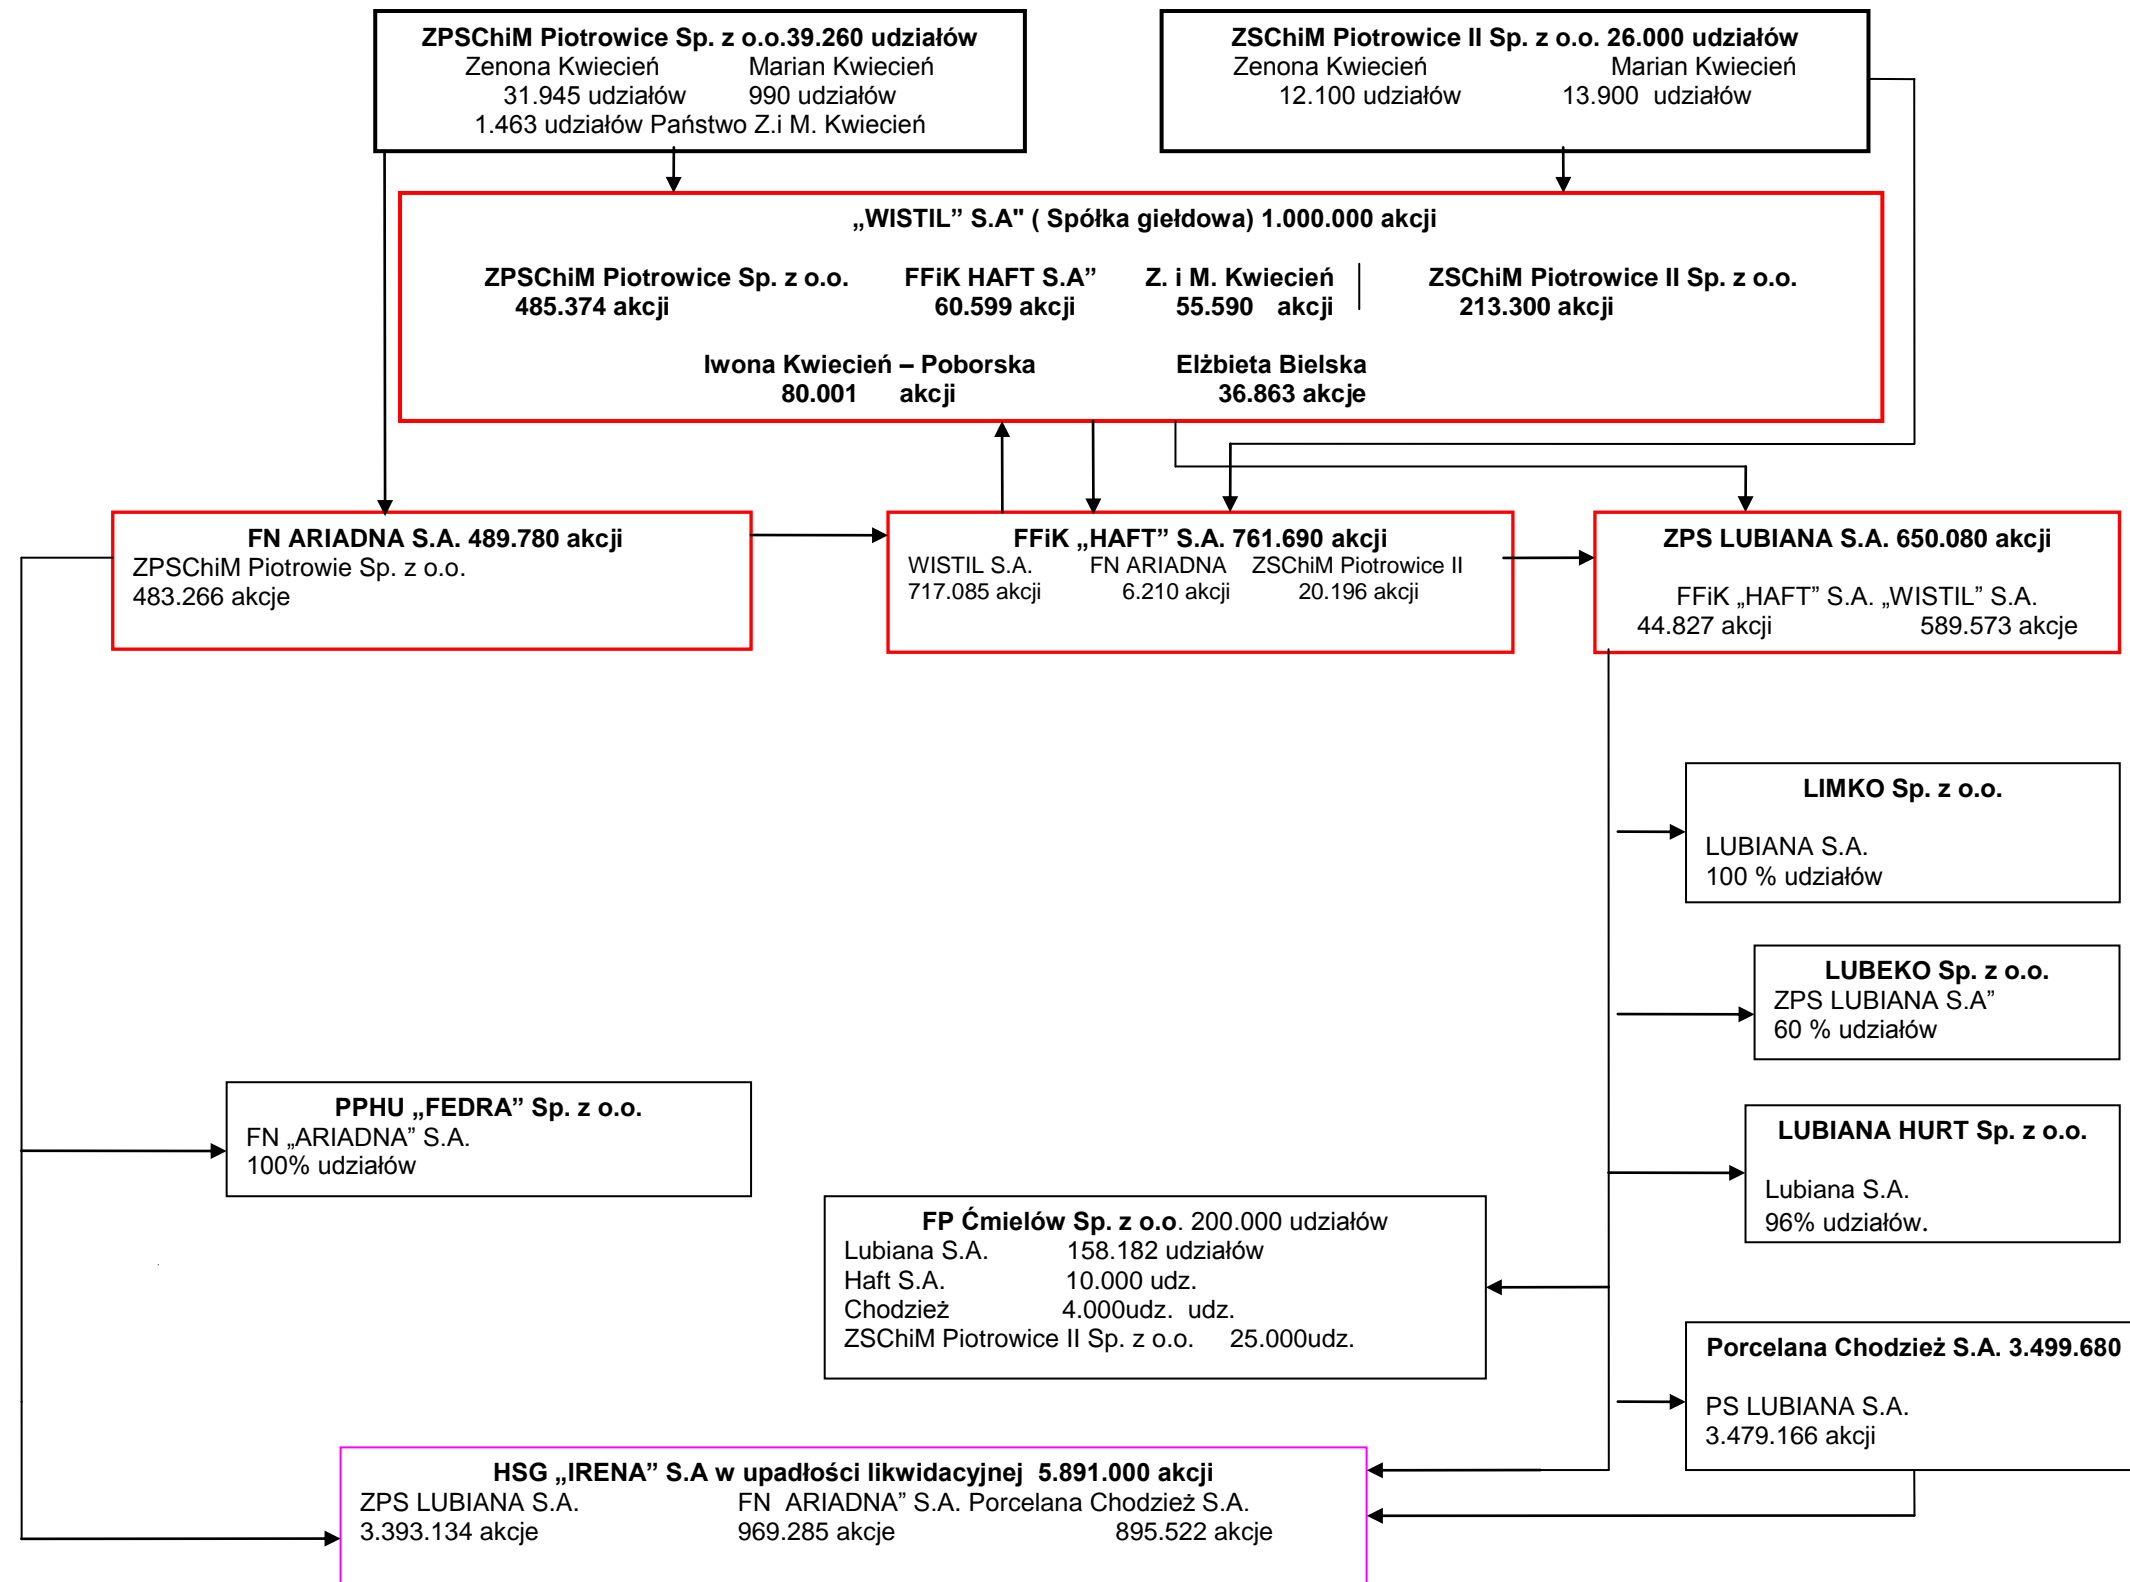 ZPSChiM Piotrowice Sp. z o.o.39.260 udziałów
Zenona Kwiecień Marian Kwiecień
31.945 udziałów 990 udziałów
1.463 udziałów Państwo Z.i M. Kwiecień
ZSChiM Piotrowice II Sp. z o.o. 26.000 udziałów
Zenona Kwiecień Marian Kwiecień
12.100 udziałów 13.900 udziałów
„WISTIL” S.A" ( Spółka giełdowa) 1.000.000 akcji
ZPSChiM Piotrowice Sp. z o.o. FFiK HAFT S.A” Z. i M. Kwiecień ZSChiM Piotrowice II Sp. z o.o.
485.374 akcji 60.599 akcji 55.590 akcji 213.300 akcji
Iwona Kwiecień – Poborska Elżbieta Bielska
80.001 akcji 36.863 akcje
FN ARIADNA S.A. 489.780 akcji
ZPSChiM Piotrowie Sp. z o.o.
483.266 akcje
FFiK „HAFT” S.A. 761.690 akcji
WISTIL S.A. FN ARIADNA ZSChiM Piotrowice II
717.085 akcji 6.210 akcji 20.196 akcji
ZPS LUBIANA S.A. 650.080 akcji
FFiK „HAFT” S.A. „WISTIL” S.A.
44.827 akcji 589.573 akcje
LIMKO Sp. z o.o.
LUBIANA S.A.
100 % udziałów
LUBEKO Sp. z o.o.
ZPS LUBIANA S.A”
60 % udziałów
PPHU „FEDRA” Sp. z o.o.
FN „ARIADNA” S.A.
100% udziałów
LUBIANA HURT Sp. z o.o.
Lubiana S.A.
96% udziałów.
FP Ćmielów Sp. z o.o. 200.000 udziałów
Lubiana S.A. 158.182 udziałów
Haft S.A. 10.000 udz.
Chodzież 4.000udz. udz.
ZSChiM Piotrowice II Sp. z o.o. 25.000udz.
Porcelana Chodzież S.A. 3.499.680
PS LUBIANA S.A.
3.479.166 akcji
HSG „IRENA” S.A w upadłości likwidacyjnej 5.891.000 akcji
ZPS LUBIANA S.A. FN ARIADNA” S.A. Porcelana Chodzież S.A.
3.393.134 akcje 969.285 akcje 895.522 akcje